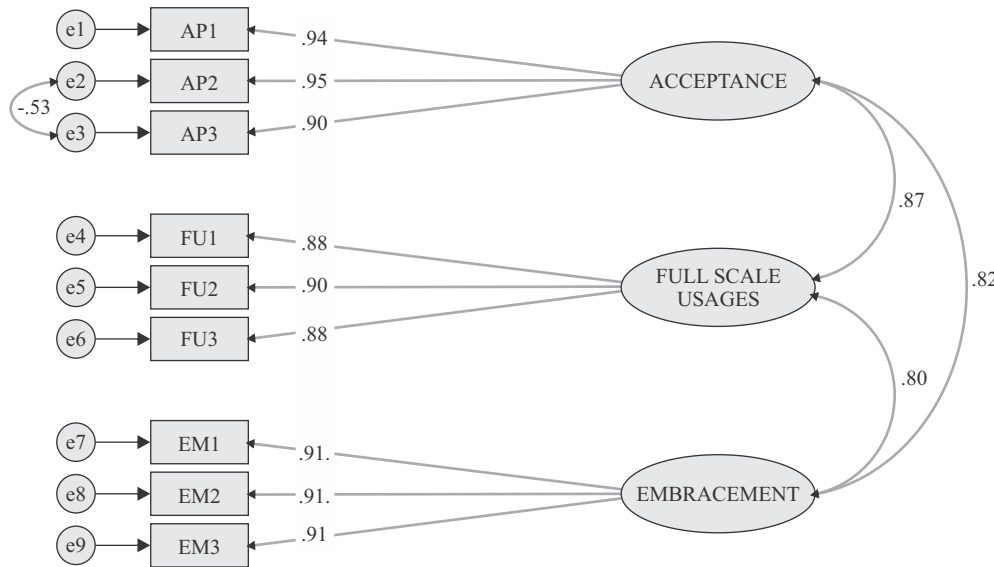 e1
AP1
.94
e2
AP2
.95
ACCEPTANCE
-.53
e3
AP3
.90
.87
e4
FU1
.88
e5
FU2
.90
FULL SCALE
USAGES
.82
e6
FU3
.88
.80
e7
EM1
.91.
e8
EM2
.91.
EMBRACEMENT
e9
EM3
.91